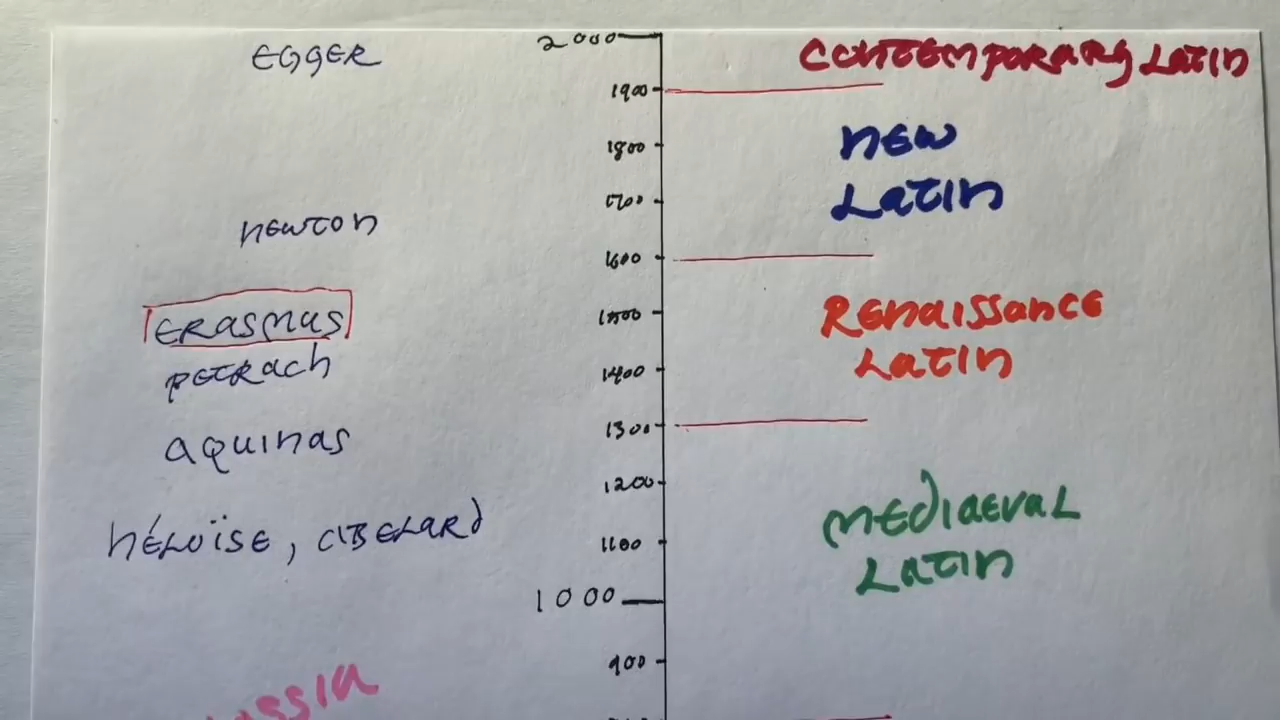 EGGER
2000
CONTEMPORARY LATIN
1900
NEW
1800
LATIN
1700
NEWTON
1600
RENAISSANCE
ERASMUS
1500
LATIN
PETRACH
1400
1300
AQUINAS
1200
MEDIAEVAL
HÉLOÏSE, ABELARD
1100
LATIN
1000
900